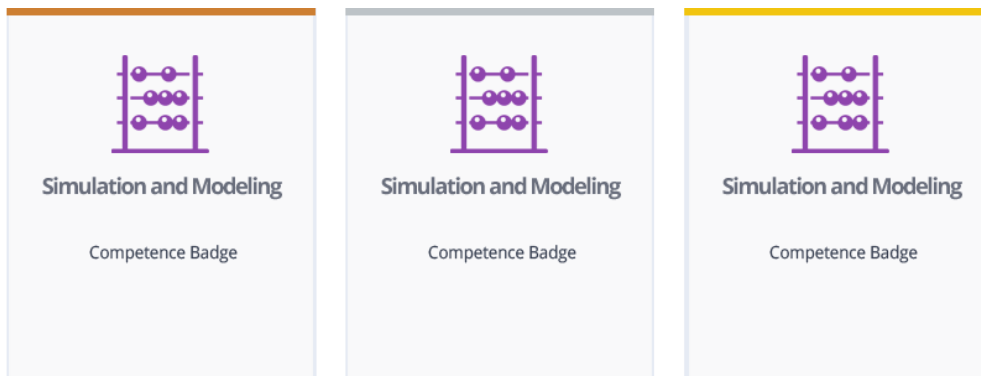 Simulation and Modeling
Competence Badge
Simulation and Modeling
Competence Badge
Simulation and Modeling
Competence Badge